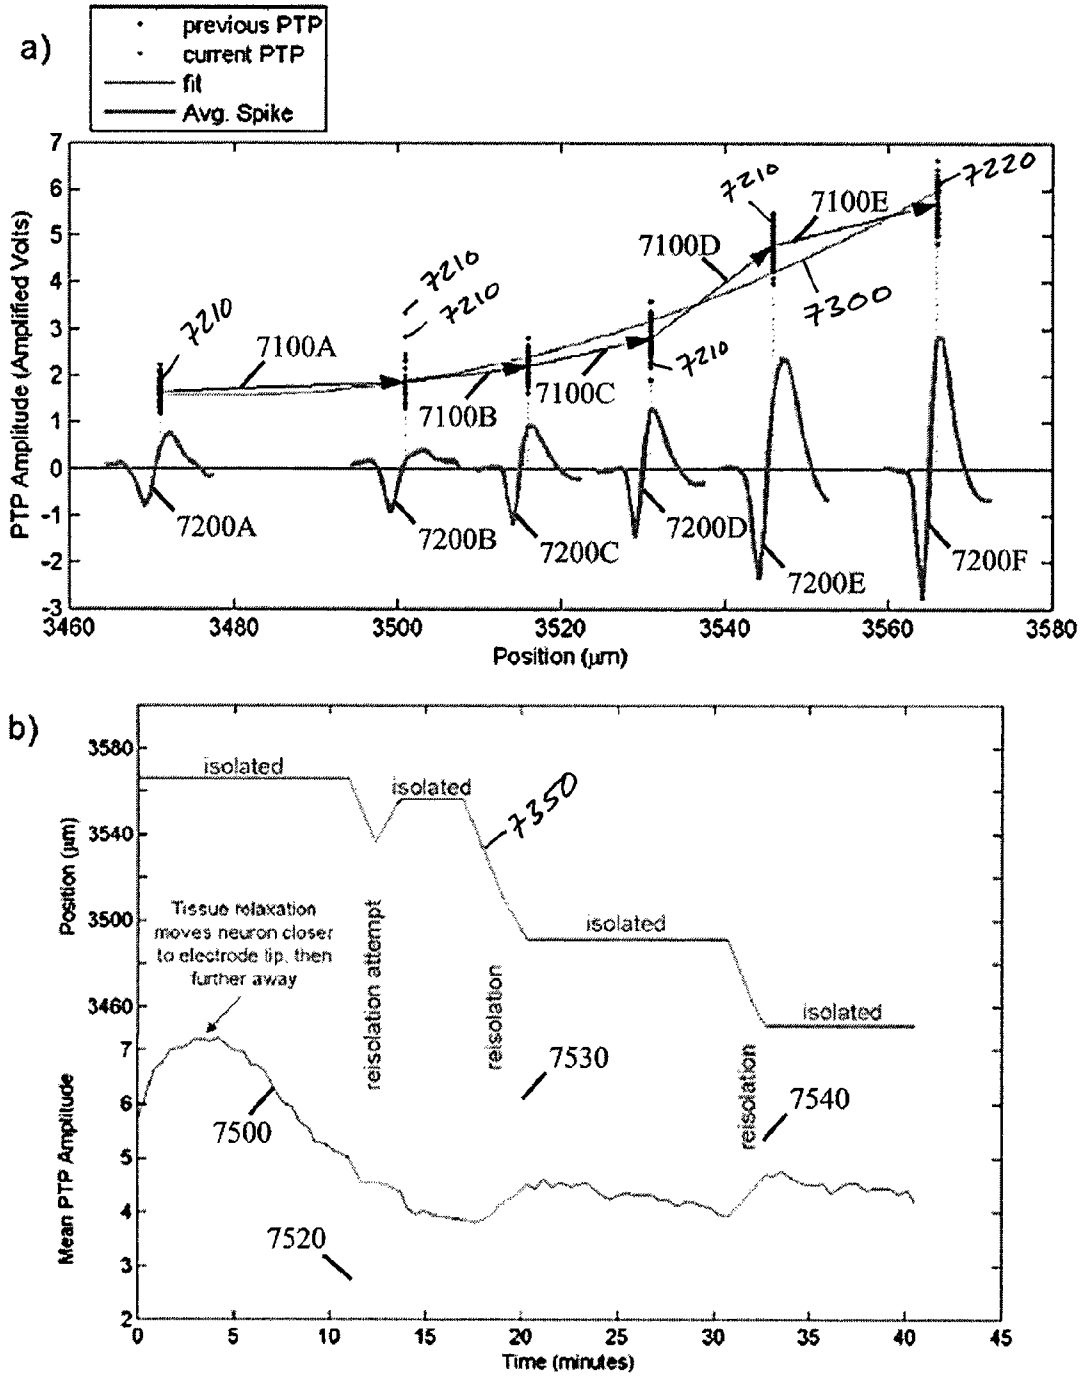 a)
previous PTP
current PTP
fit
Avg. Spike
PTP Amplitude (Amplified Volts)
7
6
5
4
3
2
1
0
-1
-2
-3
7210
7100A
7210
7210
7100B
7100C
7210
7100D
7210
7100E
7220
7300
7200A
7200B
7200C
7200D
7200E
7200F
3460 3480 3500 3520 3540 3560 3580
Position (µm)
b)
Position (µm)
3580
3540
3500
3460
isolated
isolated
7350
isolated
isolated
Tissue relaxation
moves neuron closer
to electrode tip, then
further away
reisolation attempt
reisolation
reisolation
7530
7540
7500
7520
Mean PTP Amplitude
7
6
5
4
3
2
0 5 10 15 20 25 30 35 40 45
Time (minutes)